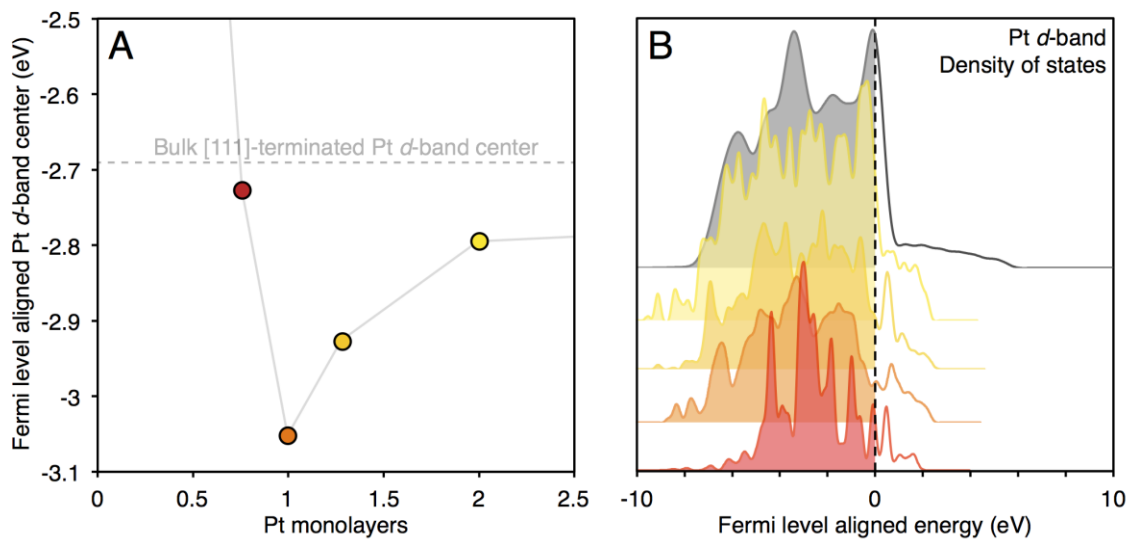 A
Fermi level aligned Pt d-band center (eV)
-2.5
-2.6
-2.7
-2.8
-2.9
-3
-3.1
Bulk [111]-terminated Pt d-band center
0
0.5
1
1.5
2
2.5
Pt monolayers
B
Pt d-band
Density of states
-10
0
10
Fermi level aligned energy (eV)